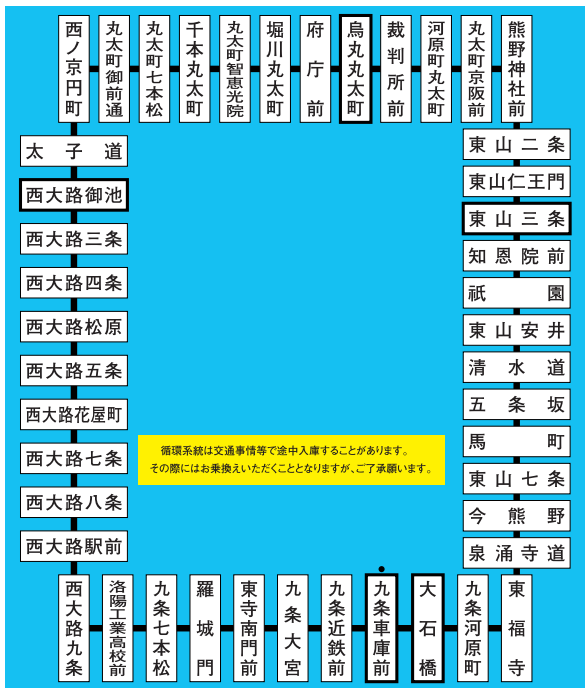 西ノ京円町
丸太町御前通
丸太町七本松
千本丸太町
丸太町智恵光院
堀川丸太町
府庁前
烏丸丸太町
裁判所前
河原町丸太町
丸太町京阪前
熊野神社前
太子道
西大路御池
西大路三条
西大路四条
西大路松原
西大路五条
西大路花屋町
西大路七条
西大路八条
西大路駅前
東山二条
東山仁王門
東山三条
知恩院前
祇園
東山安井
清水道
五条坂
馬町
東山七条
今熊野
泉涌寺道
循環系統は交通事情等で途中入庫することがあります。
その際にはお乗換えいただくこととなりますが、ご了承願います。
西大路九条
洛陽工業高校前
九条七本松
羅城門
東寺南門前
九条大宮
九条近鉄前
九条車庫前
大石橋
九条河原町
東福寺